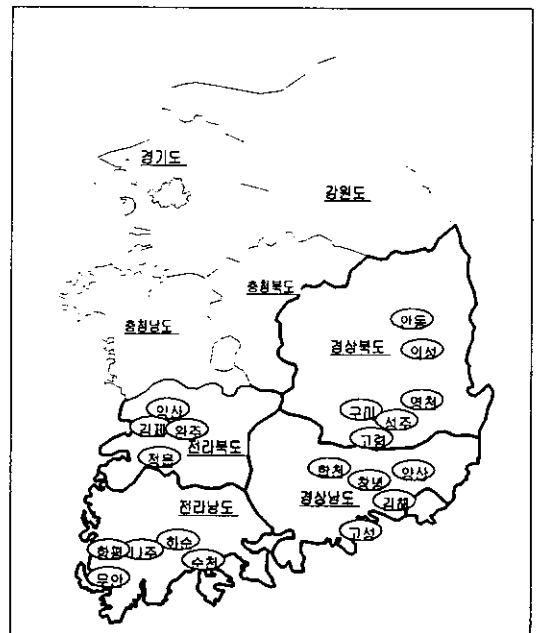 경기도
강원도
충청북도
충청남도
안동
경상북도
의성
영천
구미
성주
고령
익산
김제
완주
전라북도
정읍
합천
창녕
양산
경상남도
김해
고성
전라남도
화순
함평
나주
순천
무안